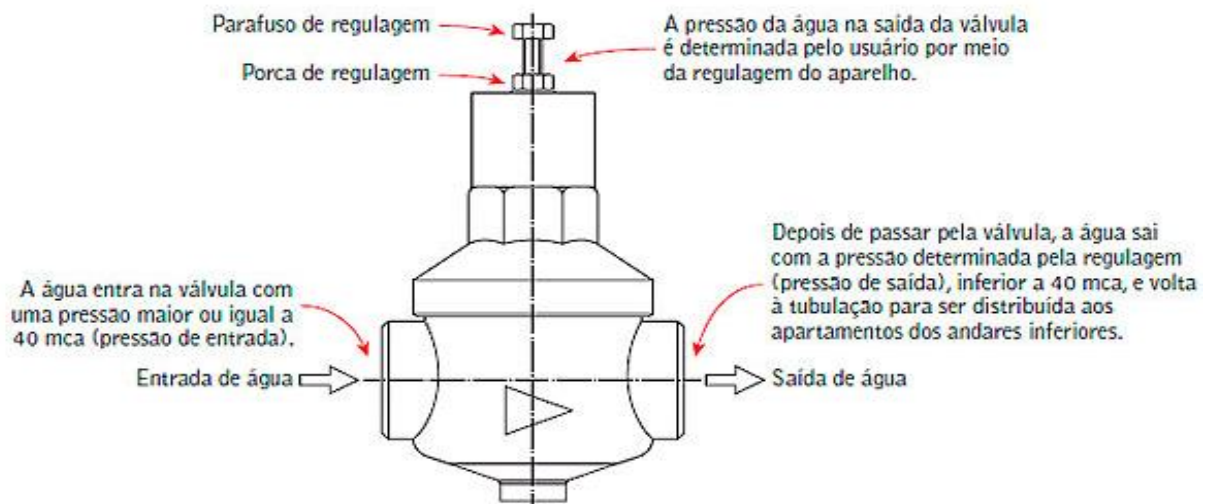 Parafuso de regulagem
Porca de regulagem
A pressão da água na saída da válvula
é determinada pelo usuário por meio
da regulagem do aparelho.
A água entra na válvula com
uma pressão maior ou igual a
40 mca (pressão de entrada).
Entrada de água
Depois de passar pela válvula, a água sai
com a pressão determinada pela regulagem
(pressão de saída), inferior a 40 mca, e volta
à tubulação para ser distribuída aos
apartamentos dos andares inferiores.
Saída de água